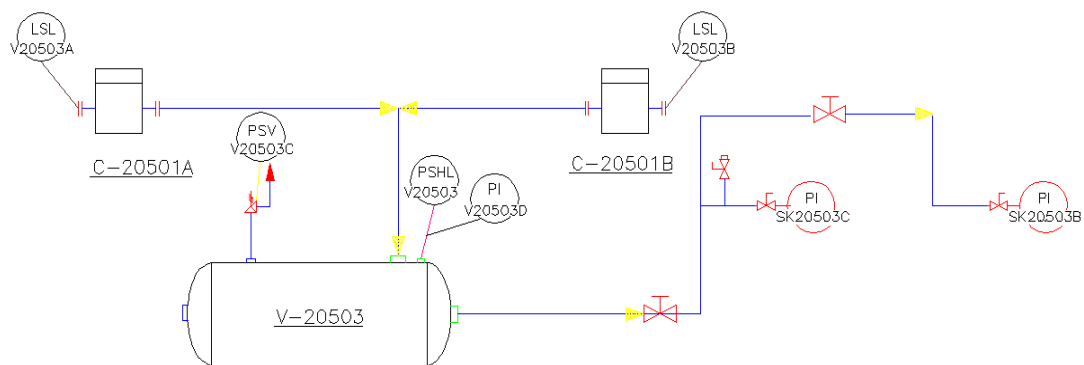 LSL
V20503A
LSL
V20503B
PSV
V20503C
C-20501A
C-20501B
PSHL
V20503
PI
V20503D
PI
SK20503C
PI
SK20503B
V-20503